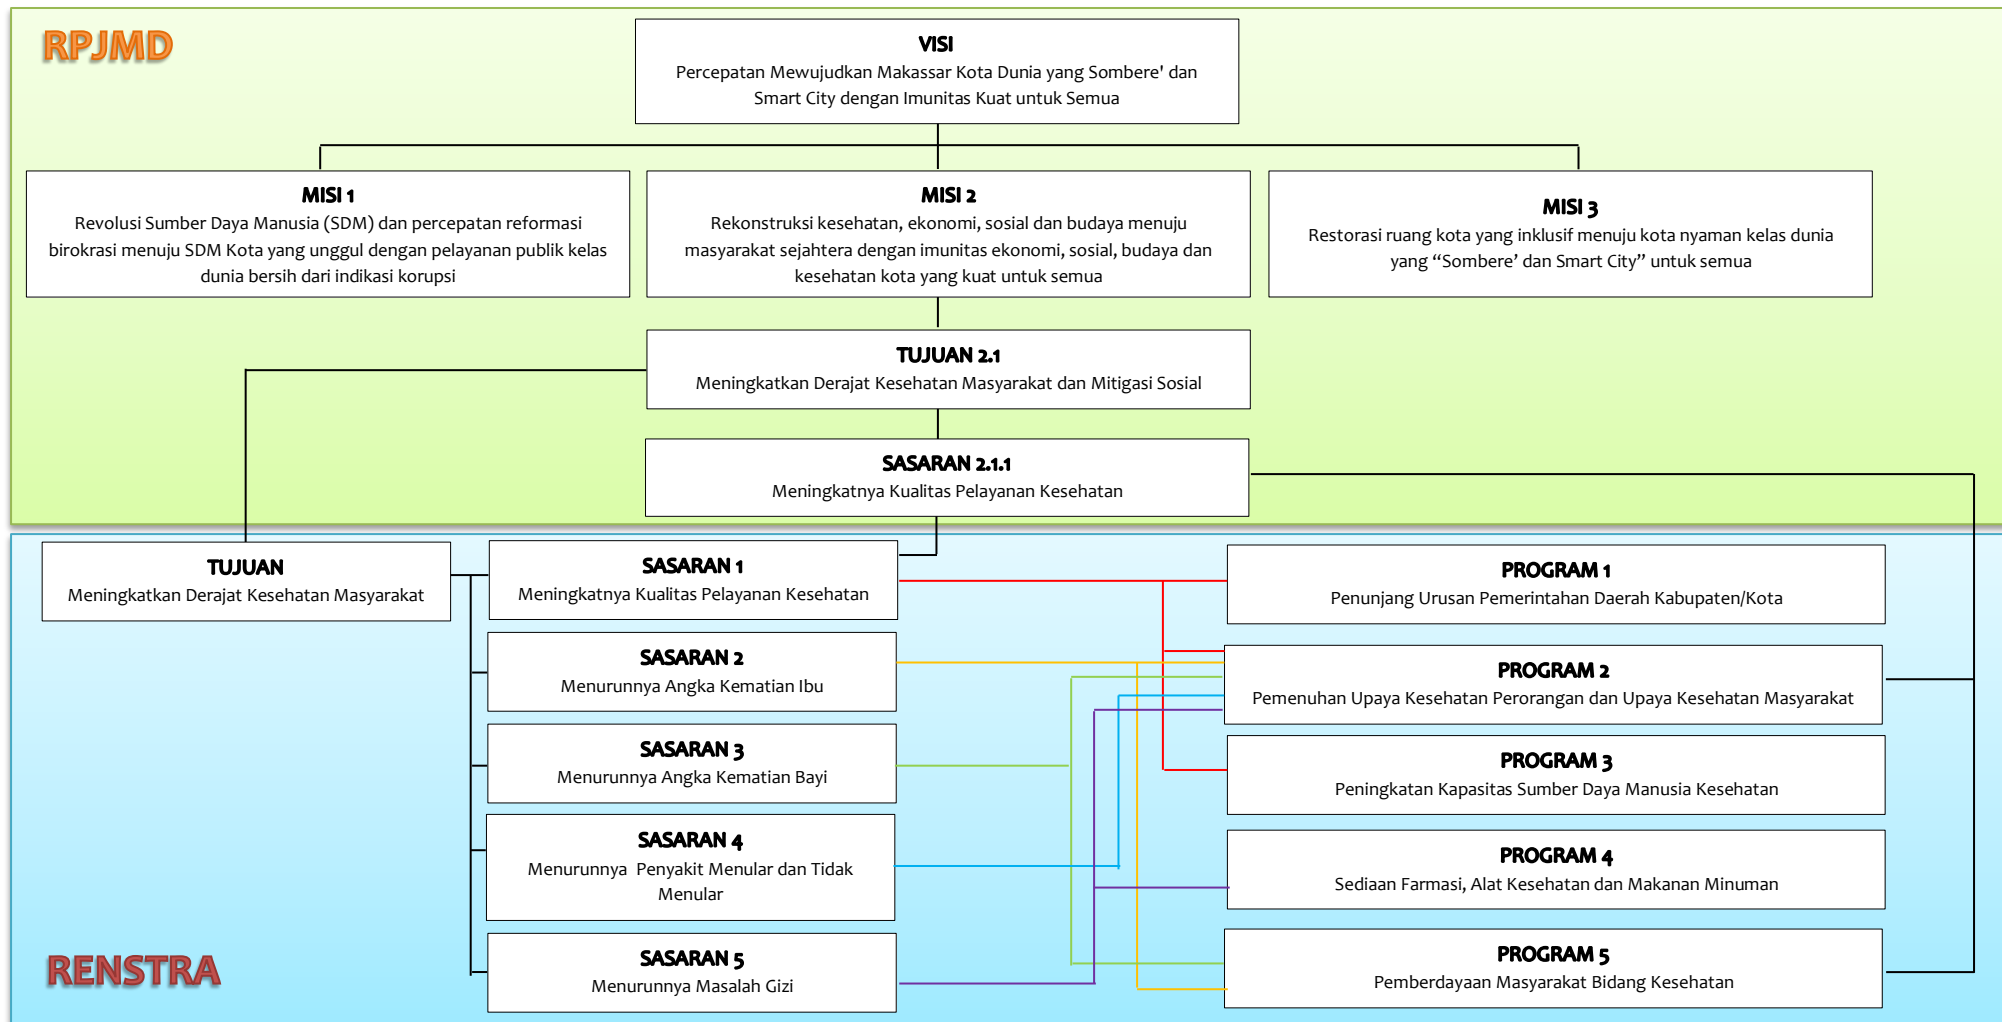 RPJMD
VISI
Percepatan Mewujudkan Makassar Kota Dunia yang Sombere' dan
Smart City dengan Imunitas Kuat untuk Semua
MISI 1
Revolusi Sumber Daya Manusia (SDM) dan percepatan reformasi
birokrasi menuju SDM Kota yang unggul dengan pelayanan publik kelas
dunia bersih dari indikasi korupsi
MISI 2
Rekonstruksi kesehatan, ekonomi, sosial dan budaya menuju
masyarakat sejahtera dengan imunitas ekonomi, sosial, budaya dan
kesehatan kota yang kuat untuk semua
MISI 3
Restorasi ruang kota yang inklusif menuju kota nyaman kelas dunia
yang “Sombere’ dan Smart City” untuk semua
TUJUAN 2.1
Meningkatkan Derajat Kesehatan Masyarakat dan Mitigasi Sosial
SASARAN 2.1.1
Meningkatnya Kualitas Pelayanan Kesehatan
TUJUAN
Meningkatkan Derajat Kesehatan Masyarakat
SASARAN 1
Meningkatnya Kualitas Pelayanan Kesehatan
SASARAN 2
Menurunnya Angka Kematian Ibu
SASARAN 3
Menurunnya Angka Kematian Bayi
SASARAN 4
Menurunnya Penyakit Menular dan Tidak
Menular
SASARAN 5
Menurunnya Masalah Gizi
PROGRAM 1
Penunjang Urusan Pemerintahan Daerah Kabupaten/Kota
PROGRAM 2
Pemenuhan Upaya Kesehatan Perorangan dan Upaya Kesehatan Masyarakat
PROGRAM 3
Peningkatan Kapasitas Sumber Daya Manusia Kesehatan
PROGRAM 4
Sediaan Farmasi, Alat Kesehatan dan Makanan Minuman
PROGRAM 5
Pemberdayaan Masyarakat Bidang Kesehatan
RENSTRA